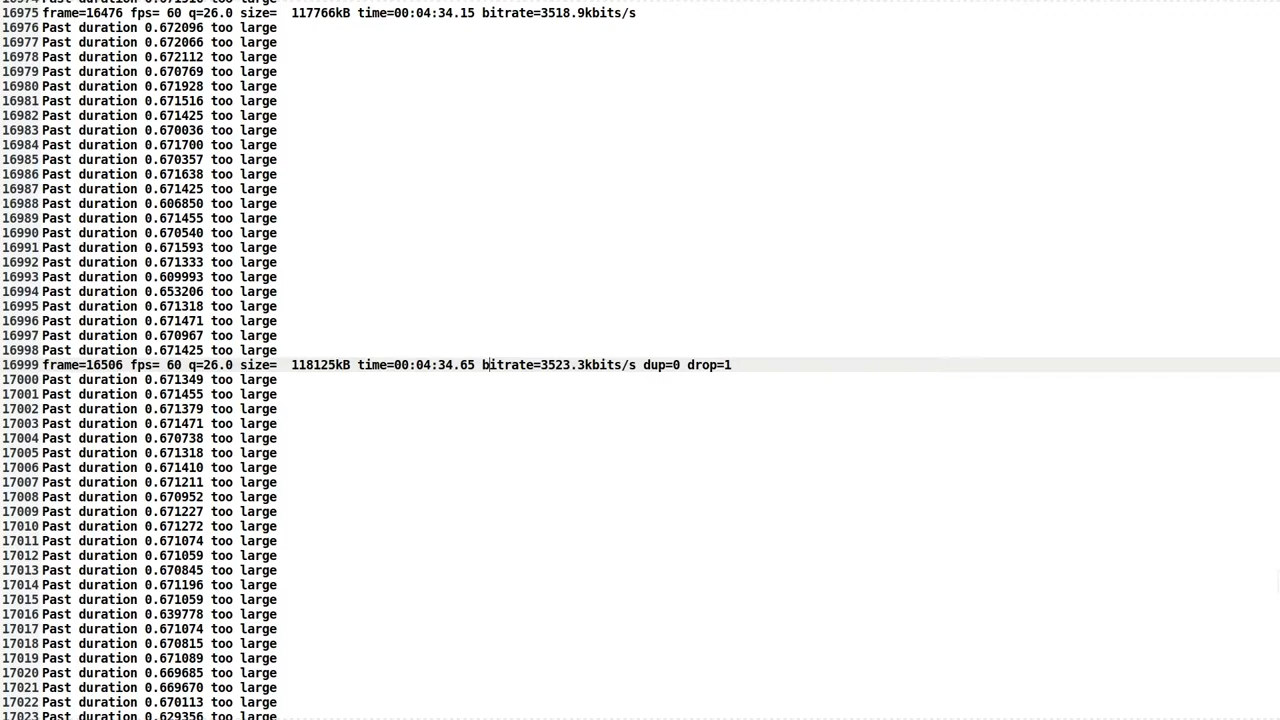 16975 frame=16476 fps= 60 q=26.0 size=  117766kB time=00:04:34.15 bitrate=3518.9kbits/s
16976 Past duration 0.672096 too large
16977 Past duration 0.672066 too large
16978 Past duration 0.672112 too large
16979 Past duration 0.670769 too large
16980 Past duration 0.671928 too large
16981 Past duration 0.671516 too large
16982 Past duration 0.671425 too large
16983 Past duration 0.670036 too large
16984 Past duration 0.671700 too large
16985 Past duration 0.670357 too large
16986 Past duration 0.671638 too large
16987 Past duration 0.671425 too large
16988 Past duration 0.606850 too large
16989 Past duration 0.671455 too large
16990 Past duration 0.670540 too large
16991 Past duration 0.671593 too large
16992 Past duration 0.671333 too large
16993 Past duration 0.609993 too large
16994 Past duration 0.653206 too large
16995 Past duration 0.671318 too large
16996 Past duration 0.671471 too large
16997 Past duration 0.670967 too large
16998 Past duration 0.671425 too large
16999 frame=16506 fps= 60 q=26.0 size=  118125kB time=00:04:34.65 bitrate=3523.3kbits/s dup=0 drop=1
17000 Past duration 0.671349 too large
17001 Past duration 0.671455 too large
17002 Past duration 0.671379 too large
17003 Past duration 0.671471 too large
17004 Past duration 0.670738 too large
17005 Past duration 0.671318 too large
17006 Past duration 0.671410 too large
17007 Past duration 0.671211 too large
17008 Past duration 0.670952 too large
17009 Past duration 0.671227 too large
17010 Past duration 0.671272 too large
17011 Past duration 0.671074 too large
17012 Past duration 0.671059 too large
17013 Past duration 0.670845 too large
17014 Past duration 0.671196 too large
17015 Past duration 0.671059 too large
17016 Past duration 0.639778 too large
17017 Past duration 0.671074 too large
17018 Past duration 0.670815 too large
17019 Past duration 0.671089 too large
17020 Past duration 0.669685 too large
17021 Past duration 0.669670 too large
17022 Past duration 0.670113 too large
17023 Past duration 0.629356 too large